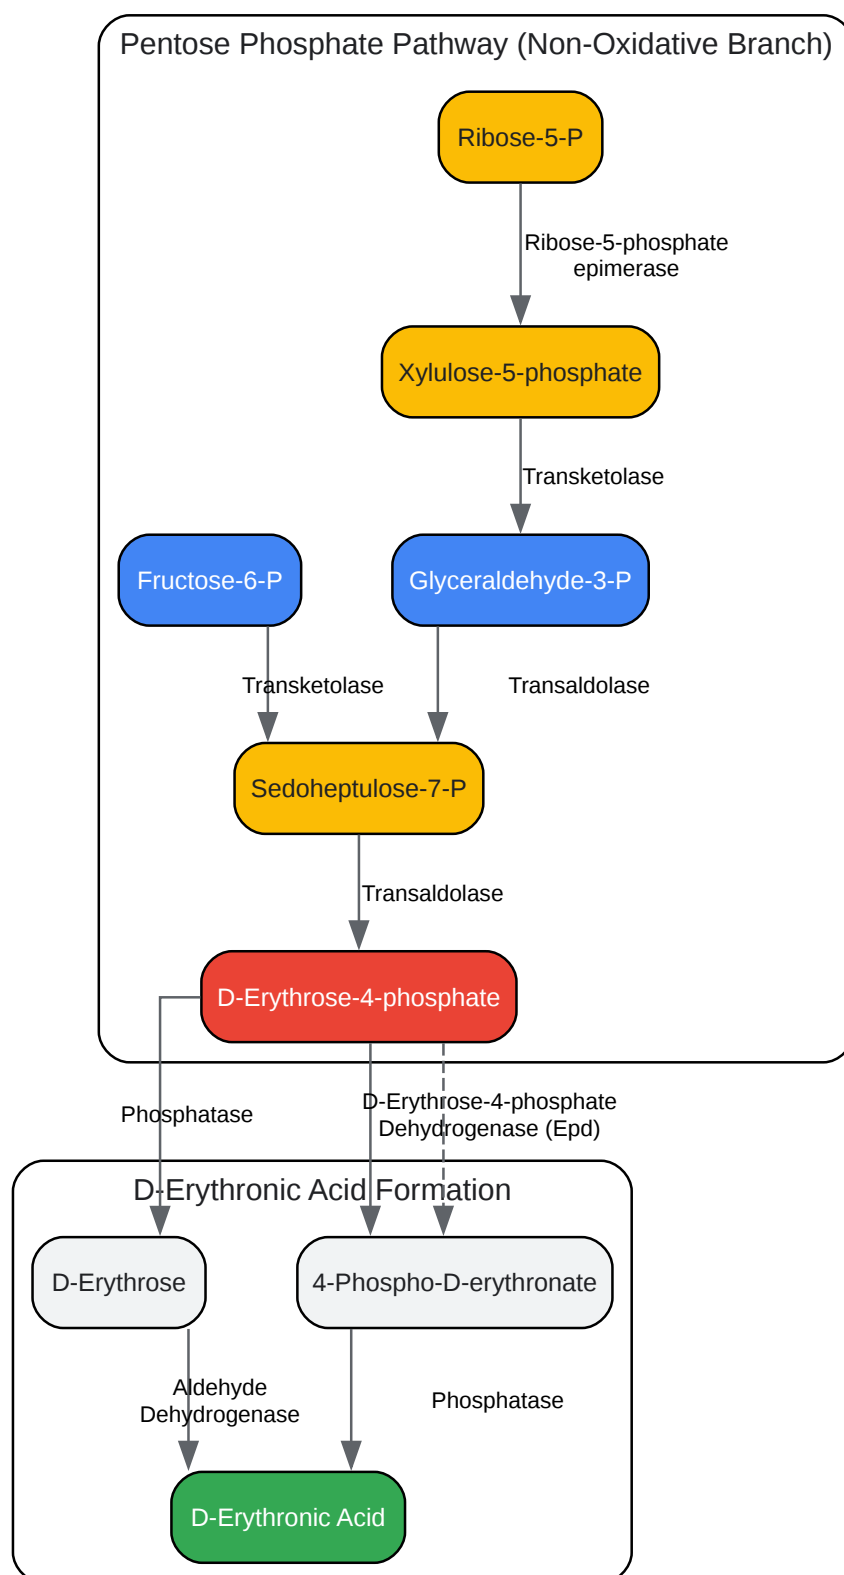 Pentose Phosphate Pathway (Non-Oxidative Branch)
Ribose-5-P
Ribose-5-phosphate
epimerase
Xylulose-5-phosphate
Transketolase
Fructose-6-P
Glyceraldehyde-3-P
Transketolase
Transaldolase
Sedoheptulose-7-P
Transaldolase
D-Erythrose-4-phosphate
Phosphatase
D-Erythrose-4-phosphate
Dehydrogenase (Epd)
D-Erythronic Acid Formation
D-Erythrose
4-Phospho-D-erythronate
Aldehyde
Dehydrogenase
Phosphatase
D-Erythronic Acid